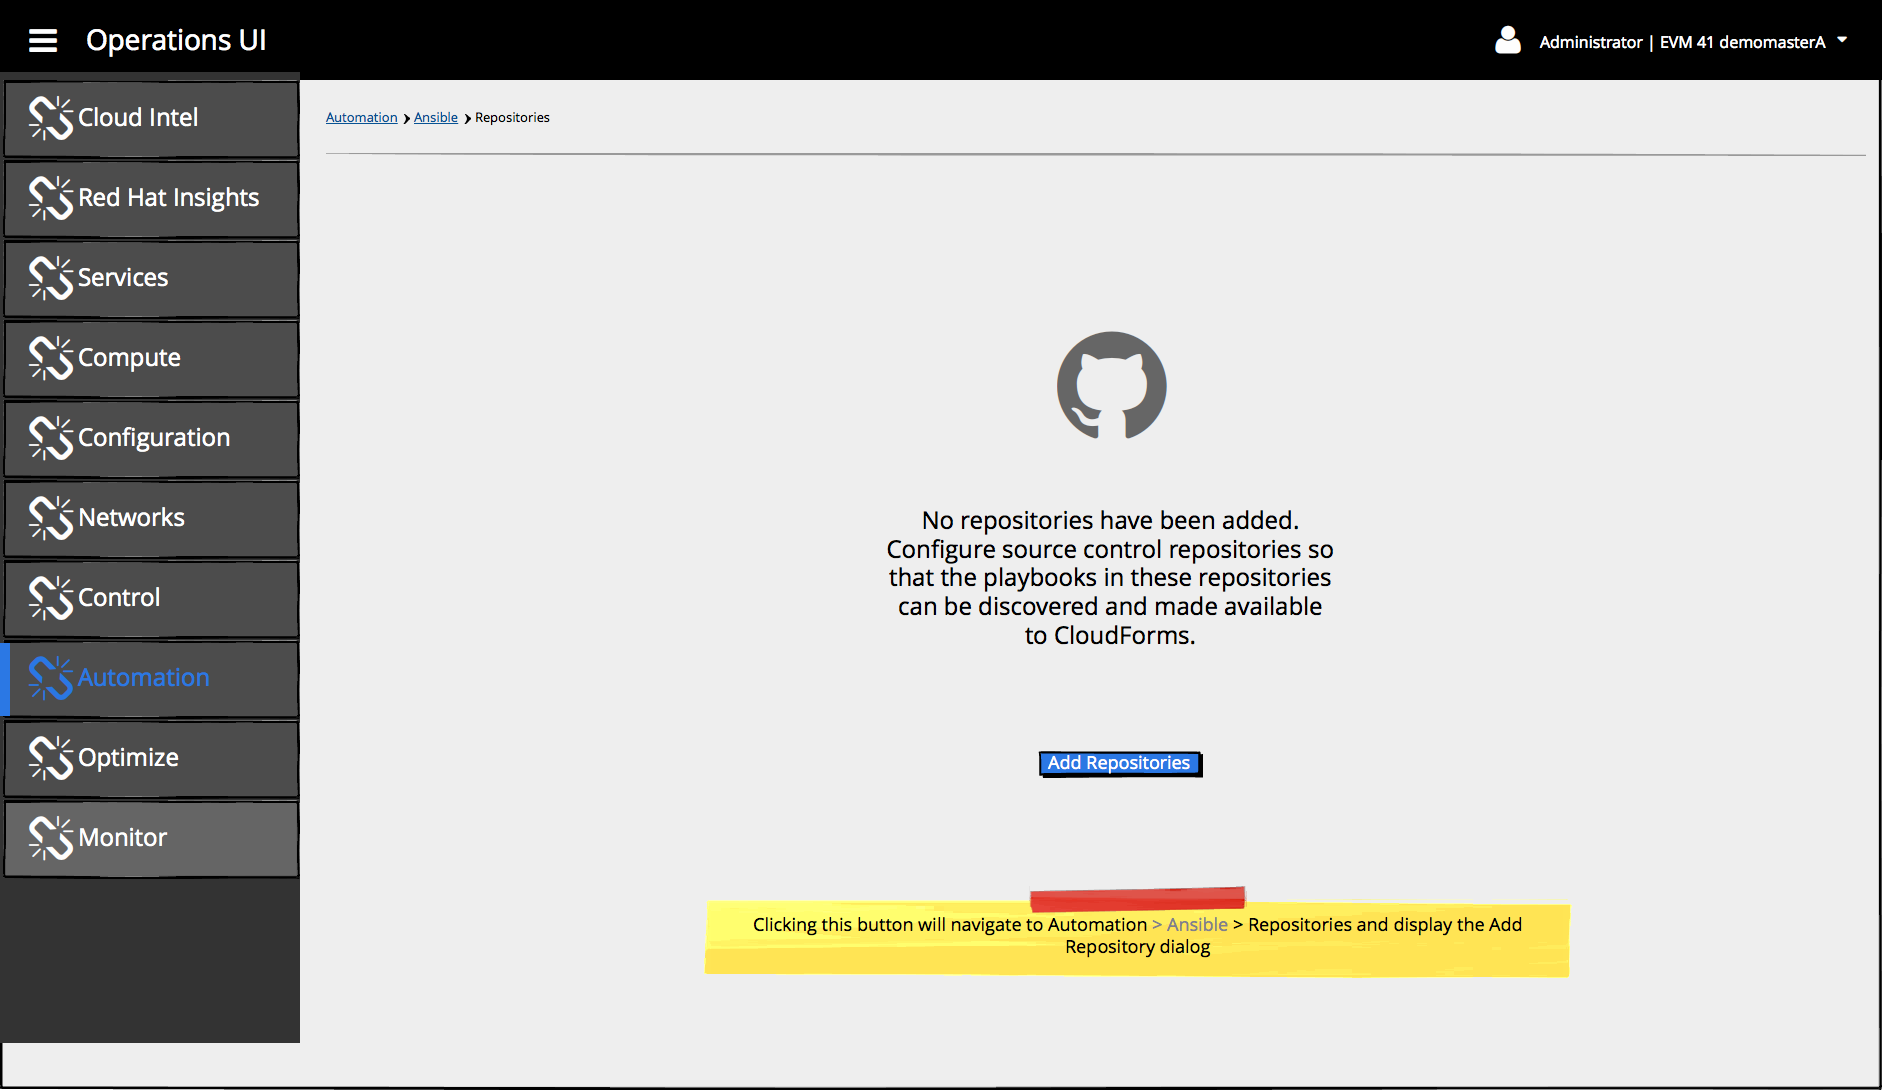 Operations UI
Administrator | EVM 41 demomasterA
Cloud Intel
Red Hat Insights
Services
Compute
Configuration
Networks
Control
Automation
Optimize
Monitor
Automation > Ansible > Repositories
No repositories have been added.
Configure source control repositories so
that the playbooks in these repositories
can be discovered and made available
to CloudForms.
Add Repositories
Clicking this button will navigate to Automation > Ansible > Repositories and display the Add
Repository dialog